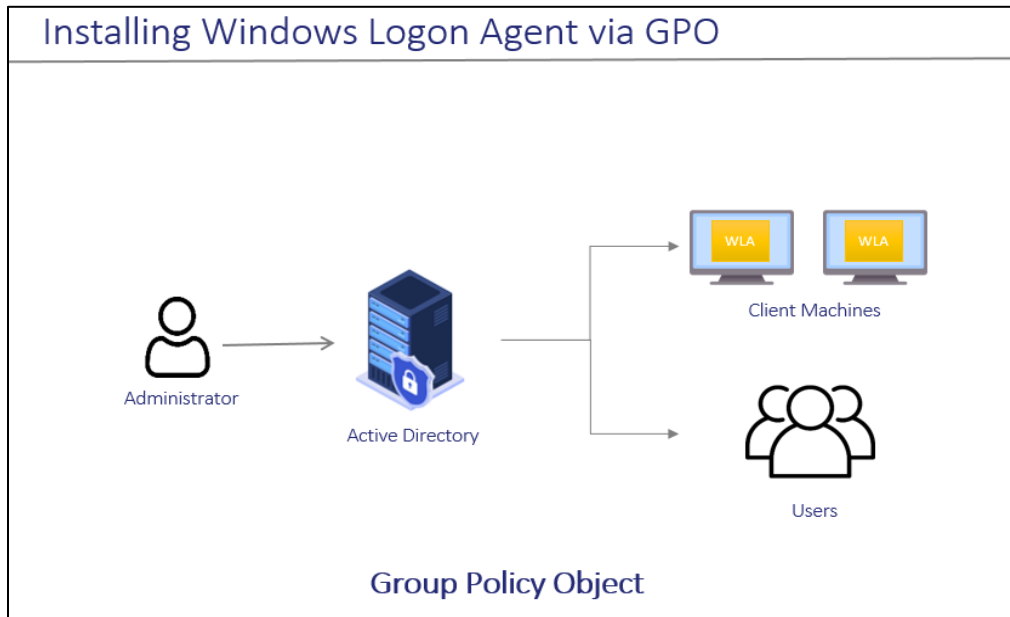 Installing Windows Logon Agent via GPO
WLA
WLA
Client Machines
Administrator
Active Directory
Users
Group Policy Object